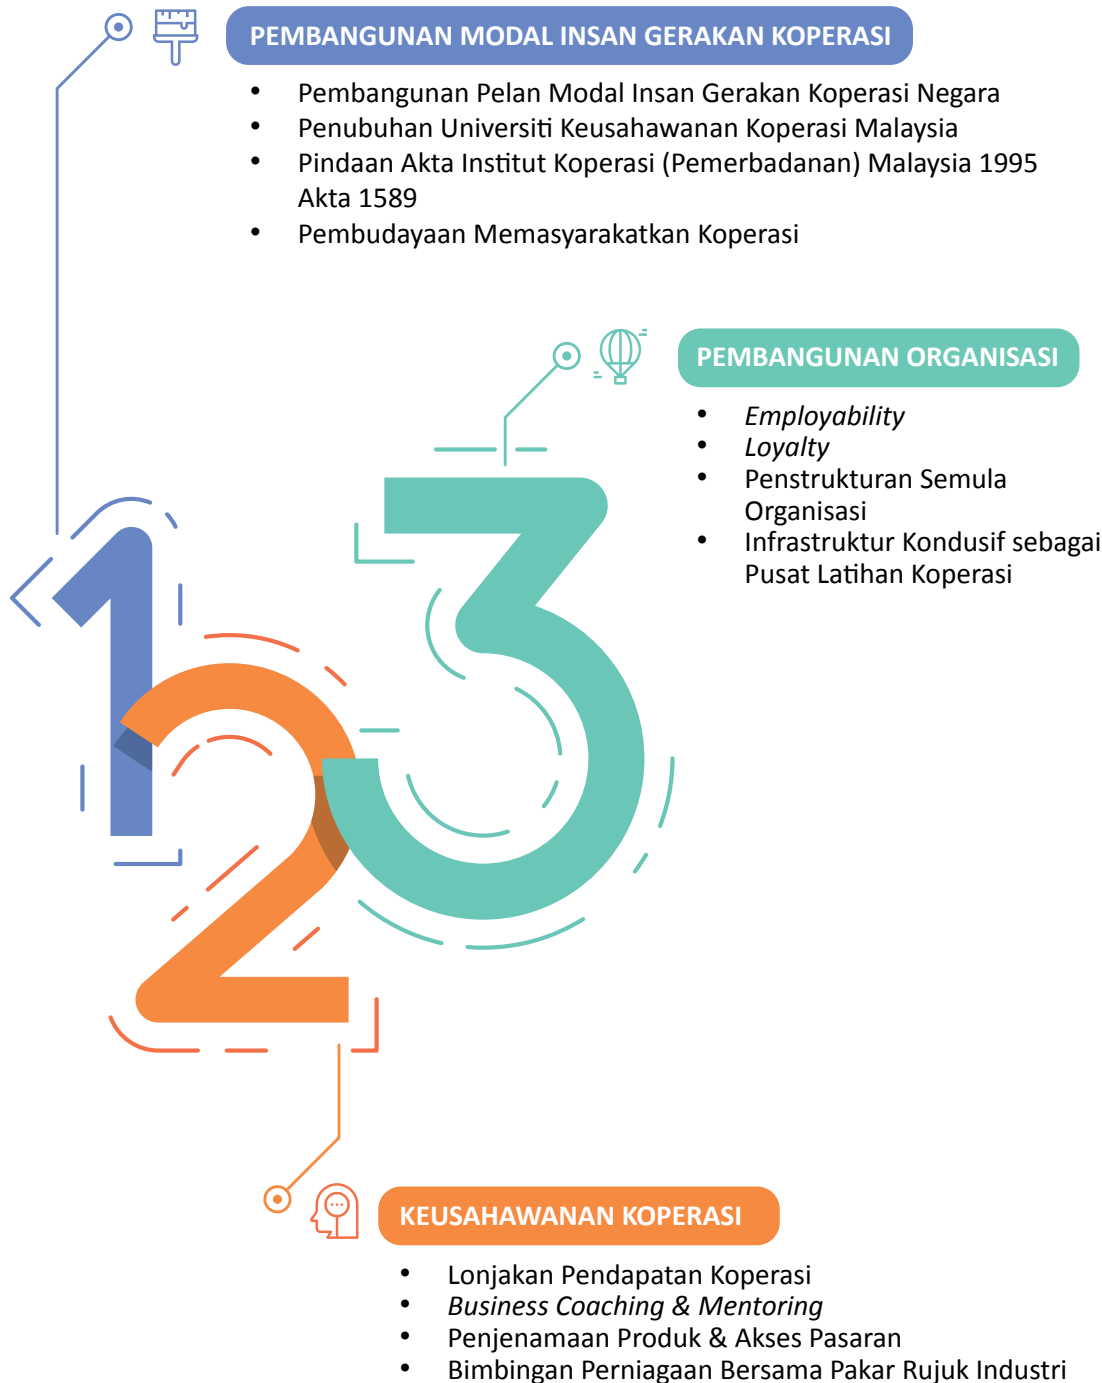 PEMBANGUNAN MODAL INSAN GERAKAN KOPERASI
• Pembangunan Pelan Modal Insan Gerakan Koperasi Negara
• Penubuhan Universiti Keusahawanan Koperasi Malaysia
• Pindaan Akta Institut Koperasi (Pemerbadanan) Malaysia 1995
Akta 1589
• Pembudayaan Memasyarakatkan Koperasi
PEMBANGUNAN ORGANISASI
• Employability
• Loyalty
• Penstrukturan Semula
Organisasi
• Infrastruktur Kondusif sebagai
Pusat Latihan Koperasi
1
2
3
KEUSAHAWANAN KOPERASI
• Lonjakan Pendapatan Koperasi
• Business Coaching & Mentoring
• Penjenamaan Produk & Akses Pasaran
• Bimbingan Perniagaan Bersama Pakar Rujuk Industri